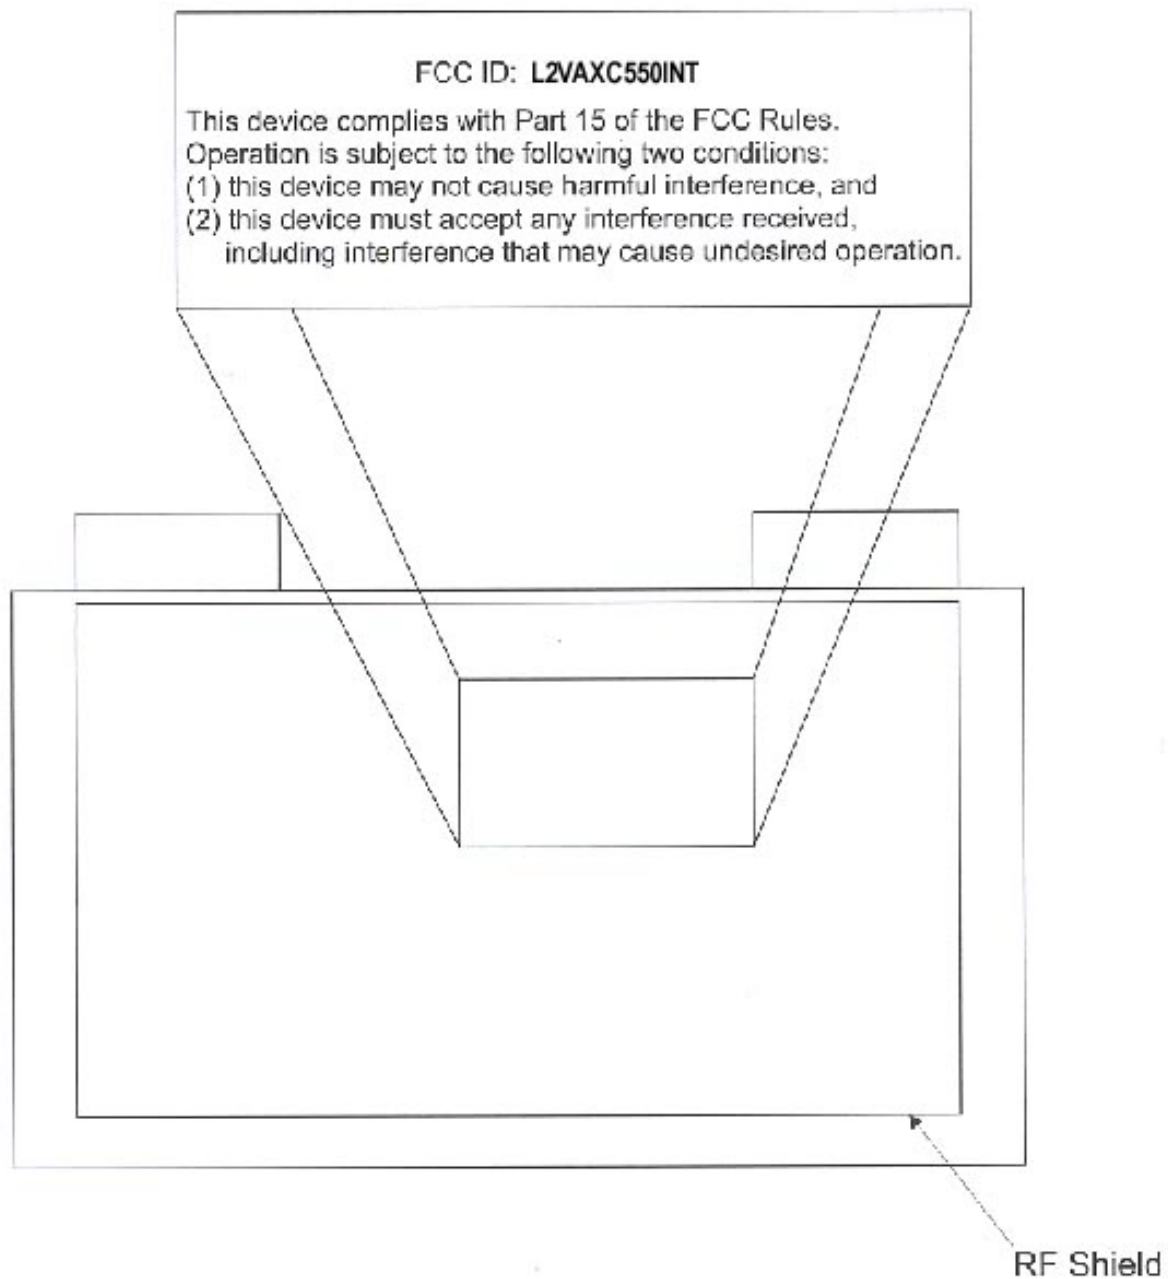 FCC ID: L2VAXC550INT
This device complies with Part 15 of the FCC Rules.
Operation is subject to the following two conditions:
(1) this device may not cause harmful interference, and
(2) this device must accept any interference received,
including interference that may cause undesired operation.
RF Shield